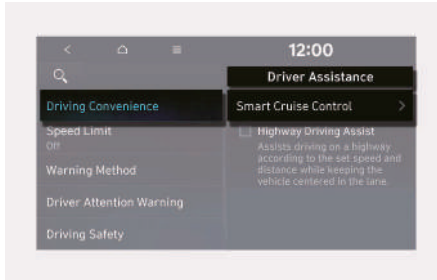 12:00
Driver Assistance
Driving Convenience
Speed Limit
Off
Warning Method
Driver Attention Warning
Driving Safety
Smart Cruise Control
Highway Driving Assist
Assists driving on a highway
according to the set speed and
distance while keeping the
vehicle centered in the lane.